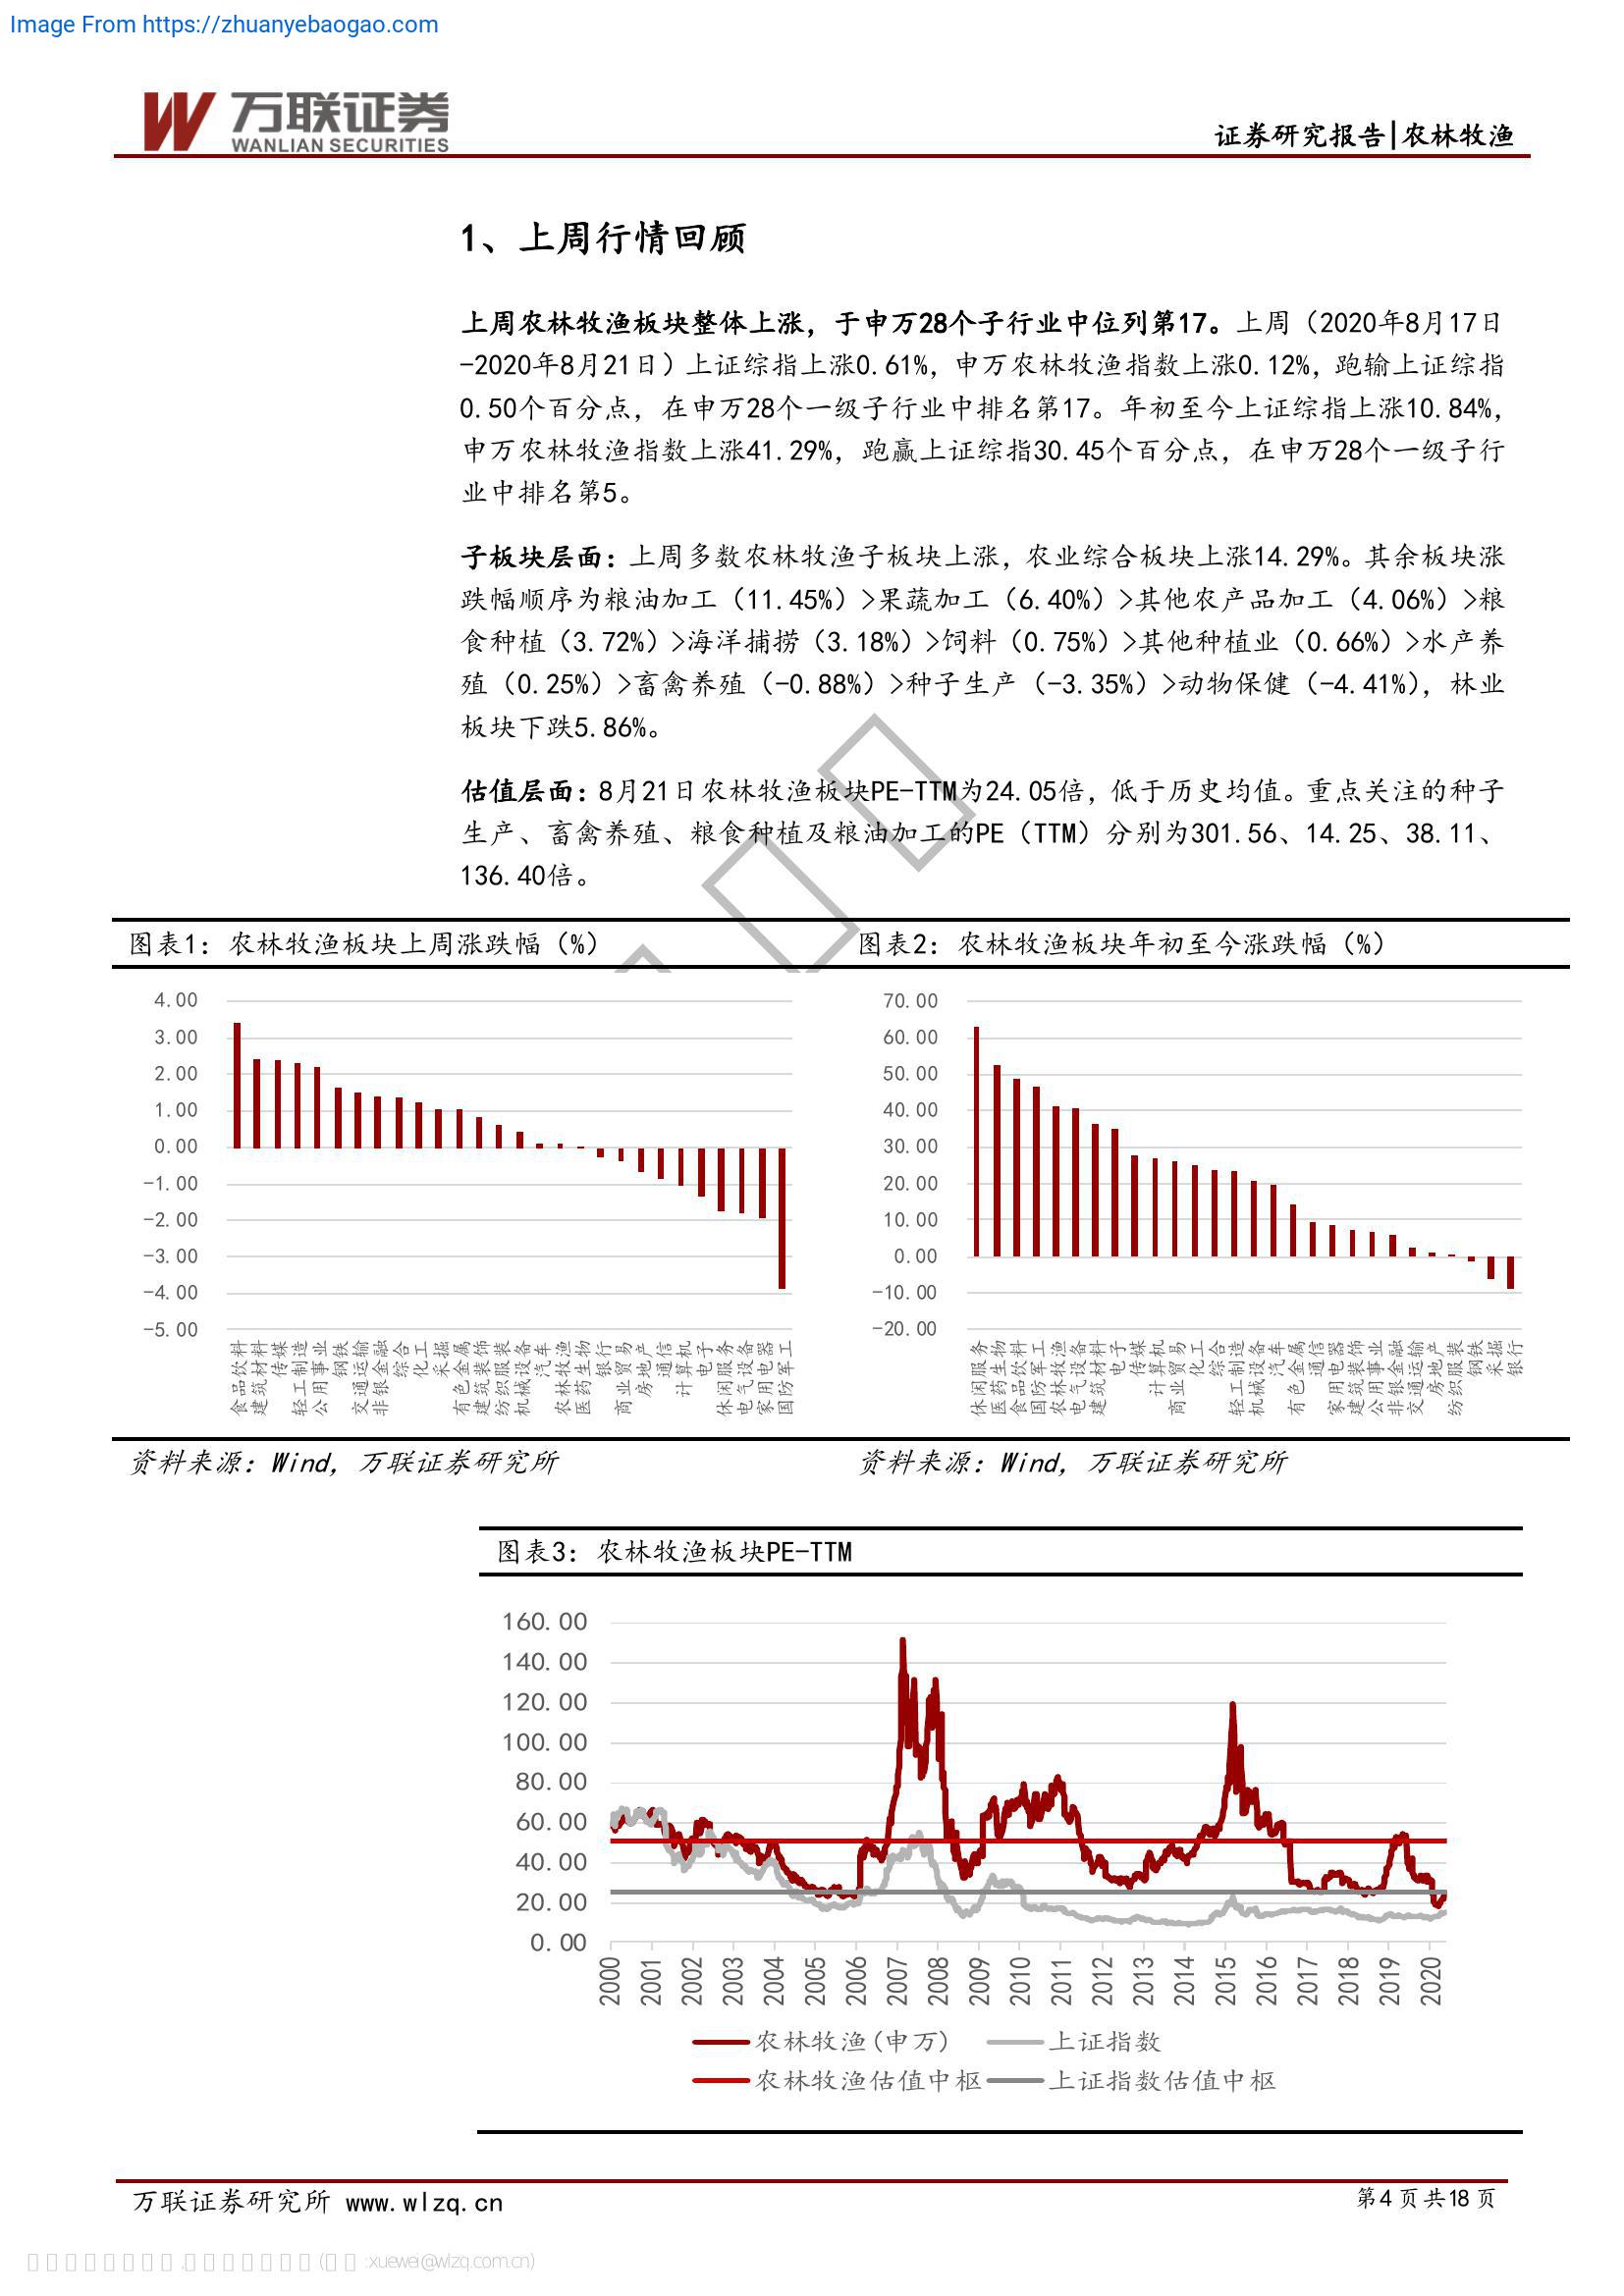 Image From https://zhuanyebaogao.com
万联证券
WANLIAN SECURITIES
证券研究报告|农林牧渔
1、上周行情回顾
上周农林牧渔板块整体上涨，于申万28个子行业中位列第17。上周（2020年8月17日
-2020年8月21日）上证综指上涨0.61%，申万农林牧渔指数上涨0.12%，跑输上证综指
0.50个百分点，在申万28个一级子行业中排名第17。年初至今上证综指上涨10.84%，
申万农林牧渔指数上涨41.29%，跑赢上证综指30.45个百分点，在申万28个一级子行
业中排名第5。
子板块层面：上周多数农林牧渔子板块上涨，农业综合板块上涨14.29%。其余板块涨
跌幅顺序为粮油加工（11.45%）>果蔬加工（6.40%）>其他农产品加工（4.06%）>粮
食种植（3.72%）>海洋捕捞（3.18%）>饲料（0.75%）>其他种植业（0.66%）>水产养
殖（0.25%）>畜禽养殖（-0.88%）>种子生产（-3.35%）>动物保健（-4.41%），林业
板块下跌5.86%。
估值层面：8月21日农林牧渔板块PE-TTM为24.05倍，低于历史均值。重点关注的种子
生产、畜禽养殖、粮食种植及粮油加工的PE（TTM）分别为301.56、14.25、38.11、
136.40倍。
图表1：农林牧渔板块上周涨跌幅（%）
4.00
3.00
2.00
1.00
0.00
-1.00
-2.00
-3.00
-4.00
-5.00
食品饮料
建筑材料
传媒
轻工制造
公用事业
钢铁
交通运输
非银金融
综合
化工
采掘
有色金属
建筑装饰
纺织服装
机械设备
汽车
农林牧渔
医药生物
银行
商业贸易
房地产
通信
计算机
电子
休闲服务
电气设备
家用电器
国防军工
资料来源：Wind，万联证券研究所
图表2：农林牧渔板块年初至今涨跌幅（%）
70.00
60.00
50.00
40.00
30.00
20.00
10.00
0.00
-10.00
-20.00
休闲服务
医药生物
食品饮料
国防军工
农林牧渔
电气设备
建筑材料
电子
传媒
计算机
商业贸易
化工
综合
轻工制造
机械设备
汽车
有色金属
通信
家用电器
建筑装饰
公用事业
非银金融
交通运输
房地产
纺织服装
钢铁
采掘
银行
资料来源：Wind，万联证券研究所
图表3：农林牧渔板块PE-TTM
160.00
140.00
120.00
100.00
80.00
60.00
40.00
20.00
0.00
2000
2001
2002
2003
2004
2005
2006
2007
2008
2009
2010
2011
2012
2013
2014
2015
2016
2017
2018
2019
2020
农林牧渔(申万)
上证指数
农林牧渔估值中枢
上证指数估值中枢
万联证券研究所 www.wlzq.cn
第4页共18页
:xuewei@wlzq.com.cn)